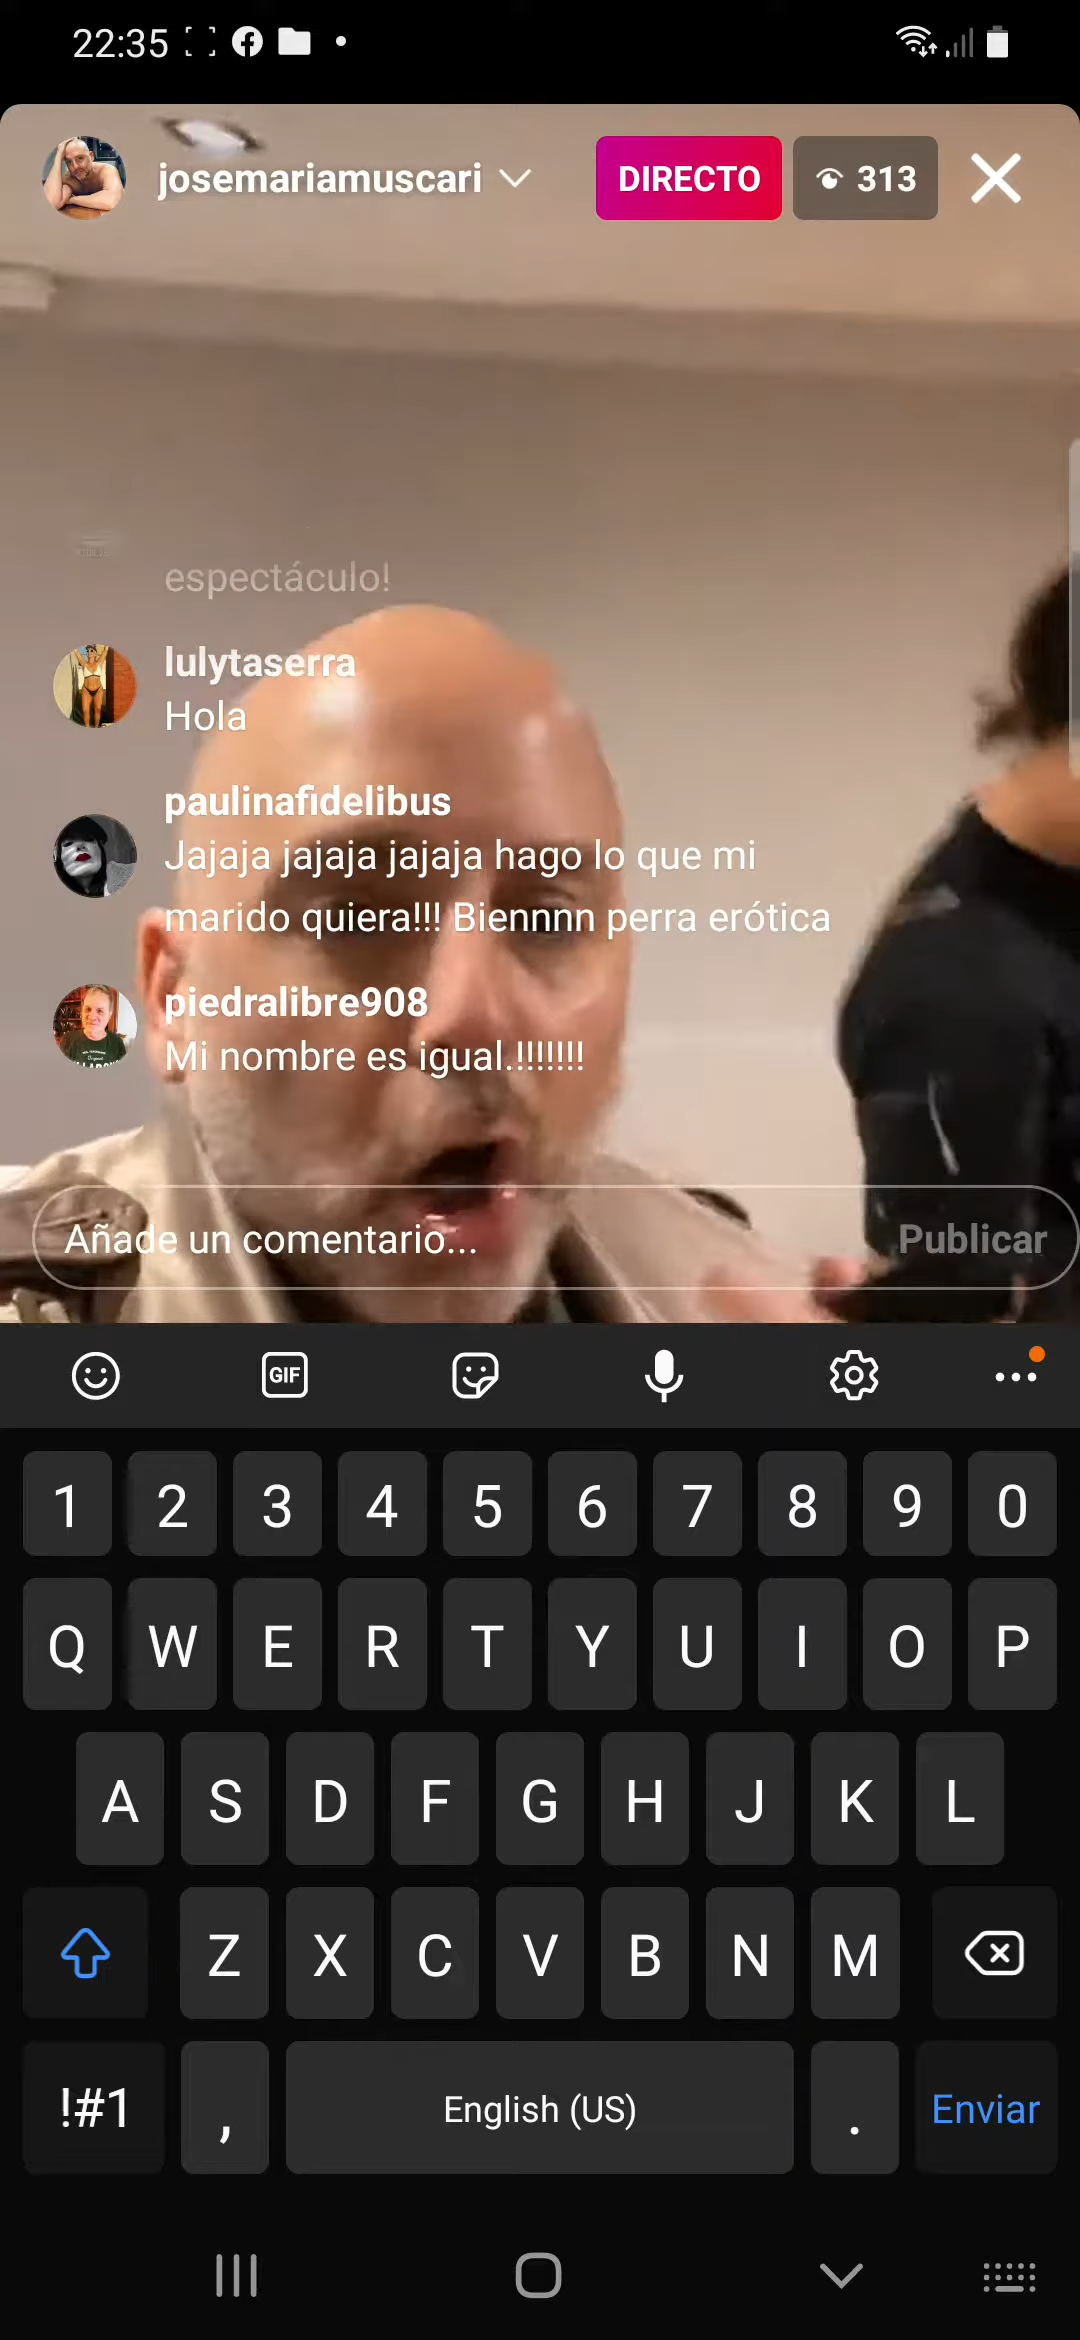 22:35
josemariamuscari
DIRECTO
313
espectáculo!
lulytaserra
Hola
paulinafidelibus
Jajaja jajaja jajaja hago lo que mi
marido quiera!!! Biennnn perra erótica
piedralibre908
Mi nombre es igual.!!!!!!!
Añade un comentario...
Publicar
GIF
1 2 3 4 5 6 7 8 9 0
Q W E R T Y U I O P
A S D F G H J K L
Z X C V B N M
!#1 , English (US) . Enviar